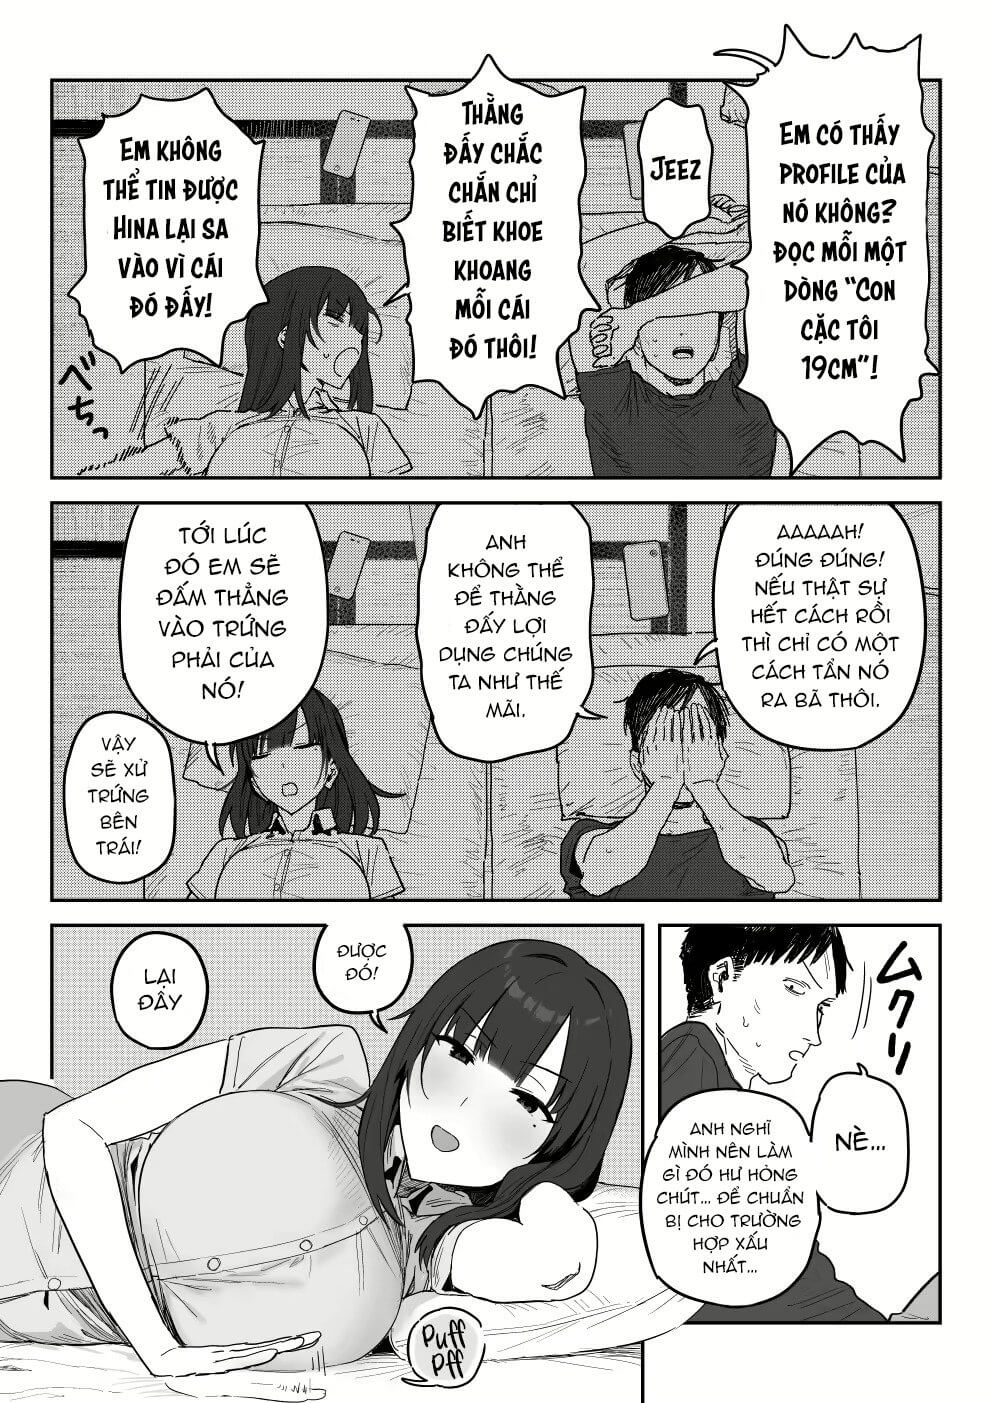 EM CÓ THẤY
PROFILE CỦA
NÓ KHÔNG?
ĐỌC MỖI MỘT
DÒNG “CON
CẶC TÔI
19CM”!
JEEZ
THẰNG
ĐẤY CHẮC
CHẮN CHỈ
BIẾT KHOE
KHOANG
MỖI CÁI
ĐÓ THÔI!
EM KHÔNG
THỂ TIN ĐƯỢC
HINA LẠI SA
VÀO VÌ CÁI
ĐÓ ĐẤY!
べちっ
AAAAAH!
ĐÚNG ĐÚNG!
NẾU THẬT SỰ
HẾT CÁCH RỒI
THÌ CHỈ CÓ MỘT
CÁCH TẨN NÓ
RA BÃ THÔI.
ANH
KHÔNG THỂ
ĐỂ THẰNG
ĐẤY LỢI
DỤNG CHÚNG
TA NHƯ THẾ
MÃI.
TỚI LÚC
ĐÓ EM SẼ
ĐẤM THẲNG
VÀO TRỨNG
PHẢI CỦA
NÓ!
VẬY
SẼ XỬ
TRỨNG
BÊN
TRÁI!
ムクリ
NÈ...
ANH NGHĨ
MÌNH NÊN LÀM
GÌ ĐÓ HƯ HỎNG
CHÚT... ĐỂ CHUẨN
BỊ CHO TRƯỜNG
HỢP XẤU
NHẤT...
ĐƯỢC
ĐÓ!
LẠI
ĐÂY
PUFF
PFF